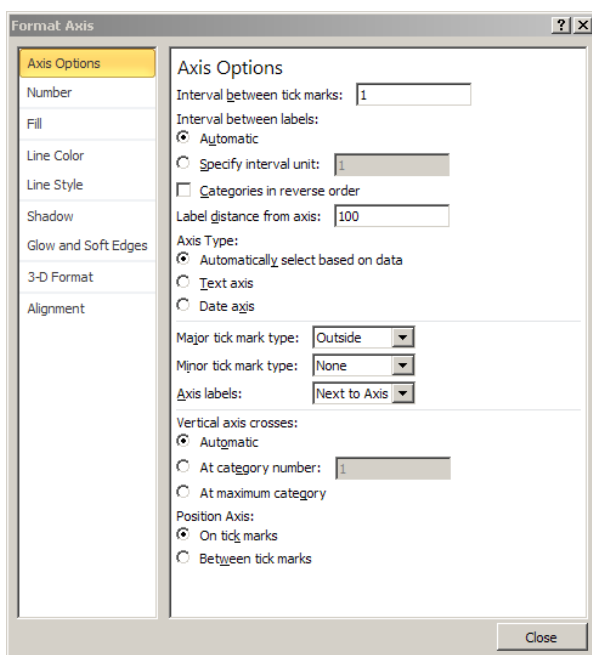 Format Axis
Axis Options
Number
Fill
Line Color
Line Style
Shadow
Glow and Soft Edges
3-D Format
Alignment
Axis Options
Interval between tick marks: 1
Interval between labels:
Automatic
Specify interval unit: 1
Categories in reverse order
Label distance from axis: 100
Axis Type:
Automatically select based on data
Text axis
Date axis
Major tick mark type: Outside
Minor tick mark type: None
Axis labels: Next to Axis
Vertical axis crosses:
Automatic
At category number: 1
At maximum category
Position Axis:
On tick marks
Between tick marks
Close